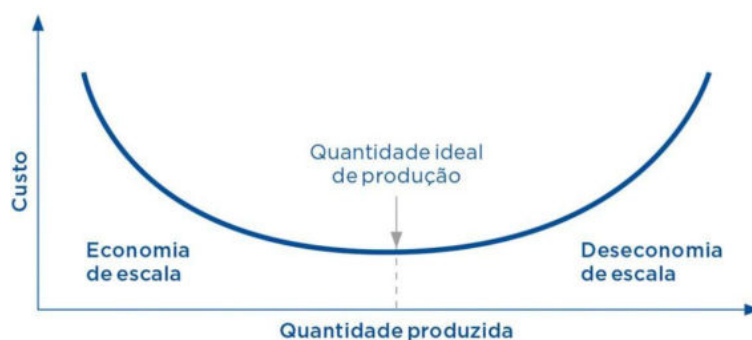 Custo
Quantidade ideal
de produção
Economia
de escala
Deseconomia
de escala
Quantidade produzida